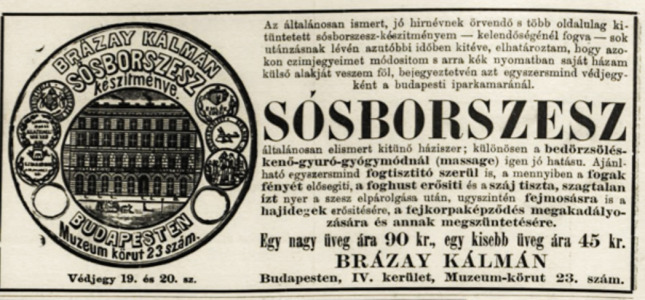 BRÁZAY KÁLMÁN
SÓSBORSZESZ
készítménye.
BUDAPESTEN
Muzeum körut 23 szám.
Védjegy 19. és 20. sz.
Az általánosan ismert, jó hirnévnek örvendő s több oldalulag ki-
tüntetett sósborszesz-készitményem — kelendőségénél fogva — sok
utánzásnak lévén azutóbbi időben kitéve, elhatároztam, hogy azo-
kon czimjegyeimet módositom s arra kék nyomatban saját házam
külső alakját veszem föl, bejegyeztetvén azt egyszersmind védjegy-
ként a budapesti iparkamaránál.
SÓSBORSZESZ
általánosan elismert kitünő háziszer; különösen a bedörzsölés-
kenő-gyuró-gyógymódnál (massage) igen jó hatásu. Ajánl-
ható egyszersmind fogtisztitó szerül is, a mennyiben a fogak
fényét elősegiti, a foghust erősiti és a száj tiszta, szagtalan
izt nyer a szesz elpárolgása után, ugyszintén fejmosásra is a
hajidegek erősitésére, a fejkorpaképződés megakadályo-
zására és annak megszüntetésére.
Egy nagy üveg ára 90 kr., egy kisebb üveg ára 45 kr.
BRÁZAY KÁLMÁN
Budapesten, IV. kerület, Muzeum-körut 23. szám.